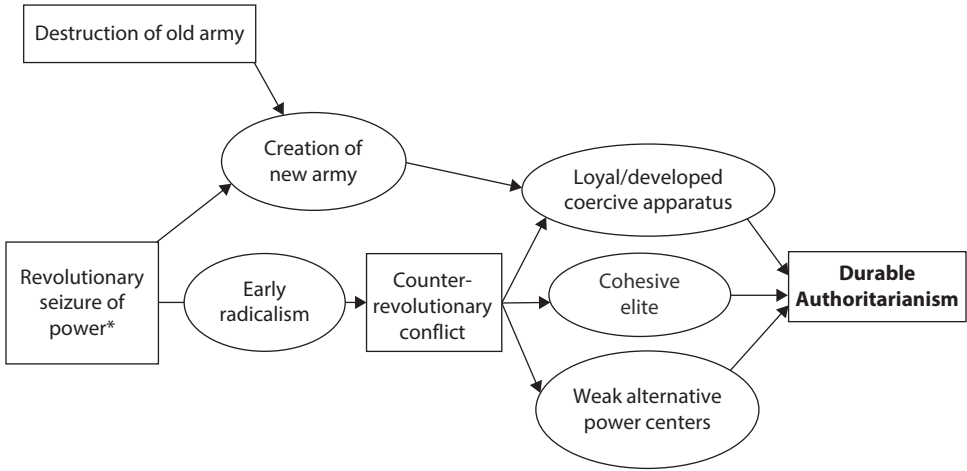 Destruction of old army
Creation of
new army
Loyal/developed
coercive apparatus
Revolutionary
seizure of
power*
Early
radicalism
Counter-
revolutionary
conflict
Cohesive
elite
Durable
Authoritarianism
Weak alternative
power centers